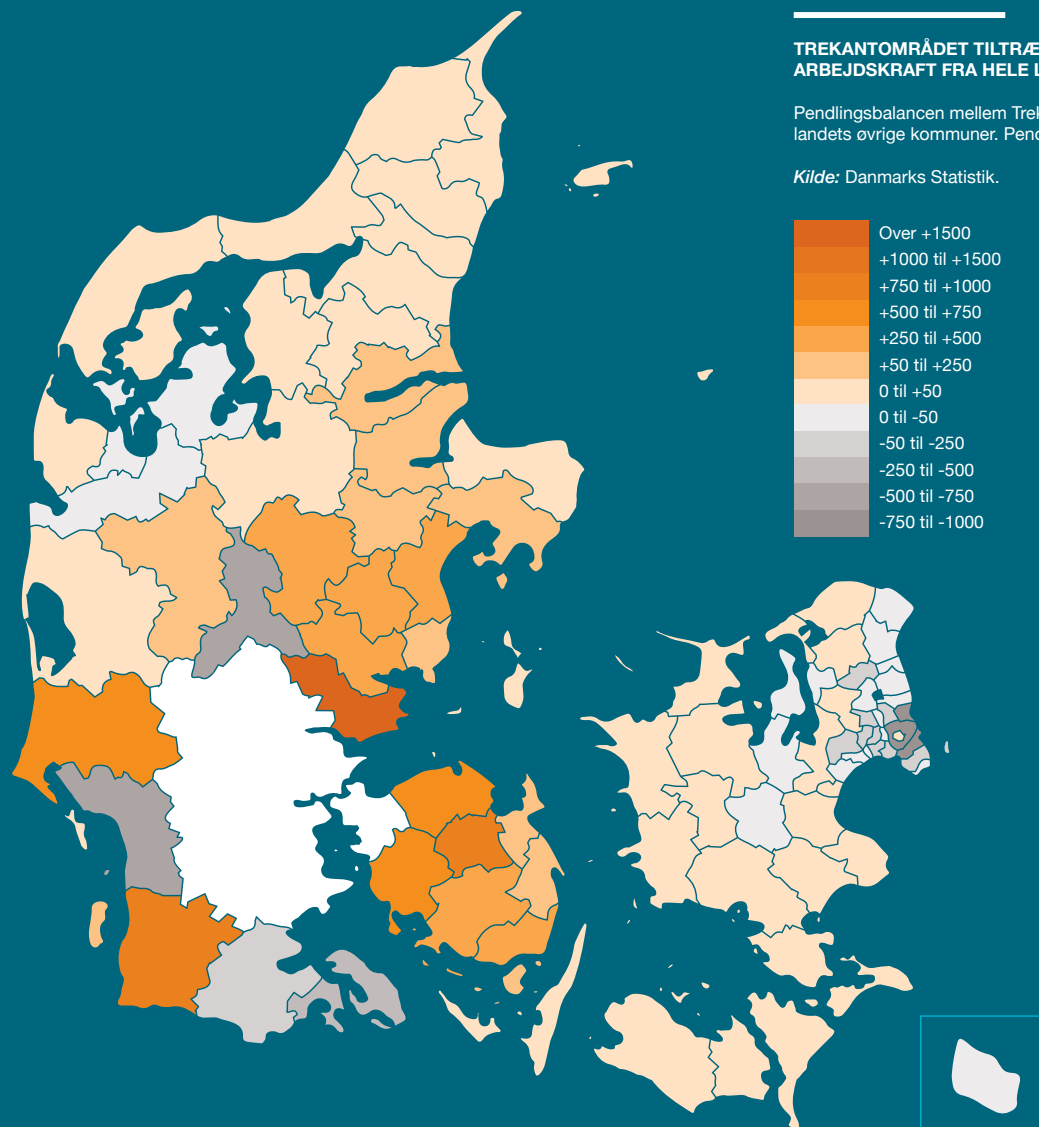 TREKANTOMRÅDET TILTRÆ
ARBEJDSKRAFT FRA HELE L
Pendlingsbalancen mellem Trek
landets øvrige kommuner. Pend
Kilde: Danmarks Statistik.
Over +1500
+1000 til +1500
+750 til +1000
+500 til +750
+250 til +500
+50 til +250
0 til +50
0 til -50
-50 til -250
-250 til -500
-500 til -750
-750 til -1000